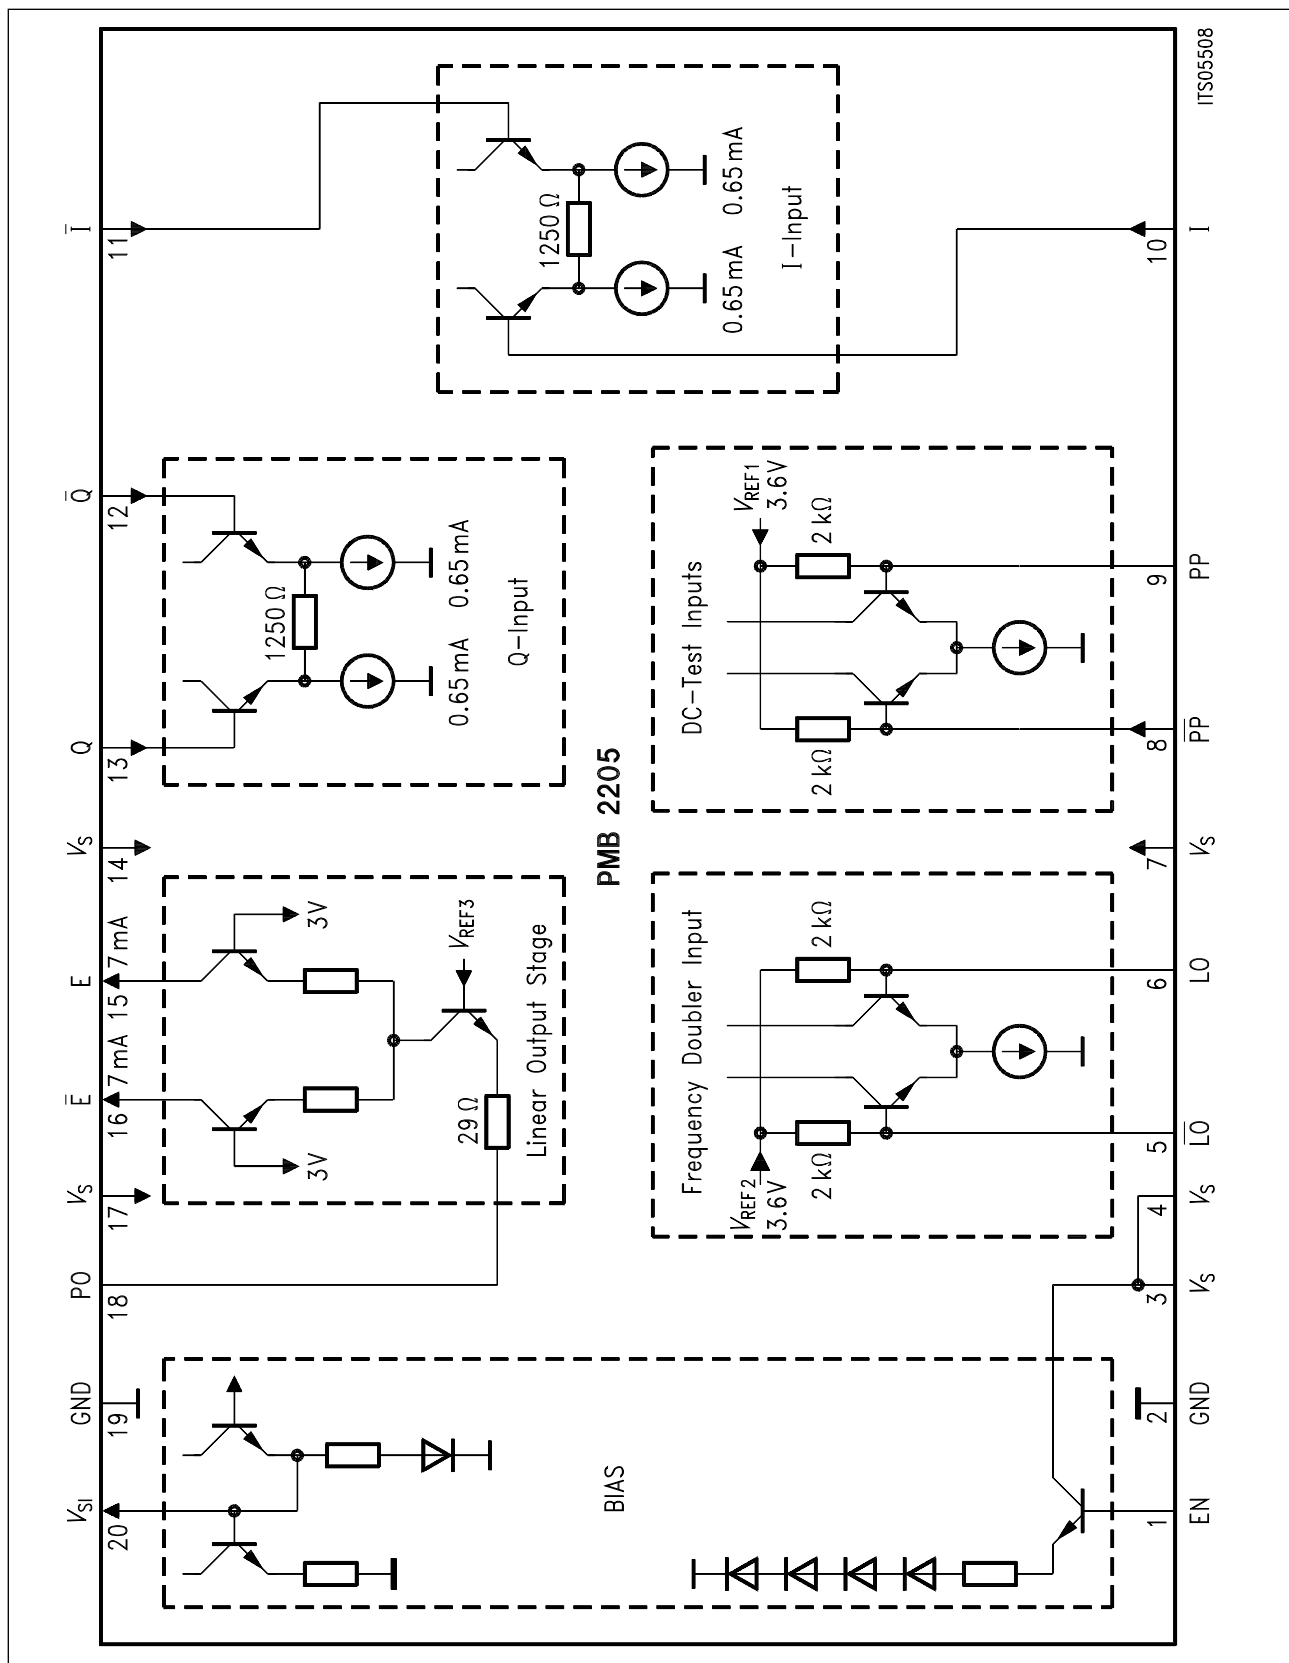 VSI GND PO VS E̅ E VS Q Q̅ I̅
20 19 18 17 16 7 mA 15 7 mA 14 13 12 11
3V 3V
VREF3
29 Ω
Linear Output Stage
1250 Ω
0.65 mA 0.65 mA
Q-Input
1250 Ω
0.65 mA 0.65 mA
I-Input
BIAS
PMB 2205
Frequency Doubler Input
VREF2
3.6V
2 kΩ 2 kΩ
DC-Test Inputs
VREF1
3.6V
2 kΩ 2 kΩ
1 2 3 4 5 6 7 8 9 10
EN GND VS VS L̅O̅ LO VS P̅P̅ PP I
ITS05508